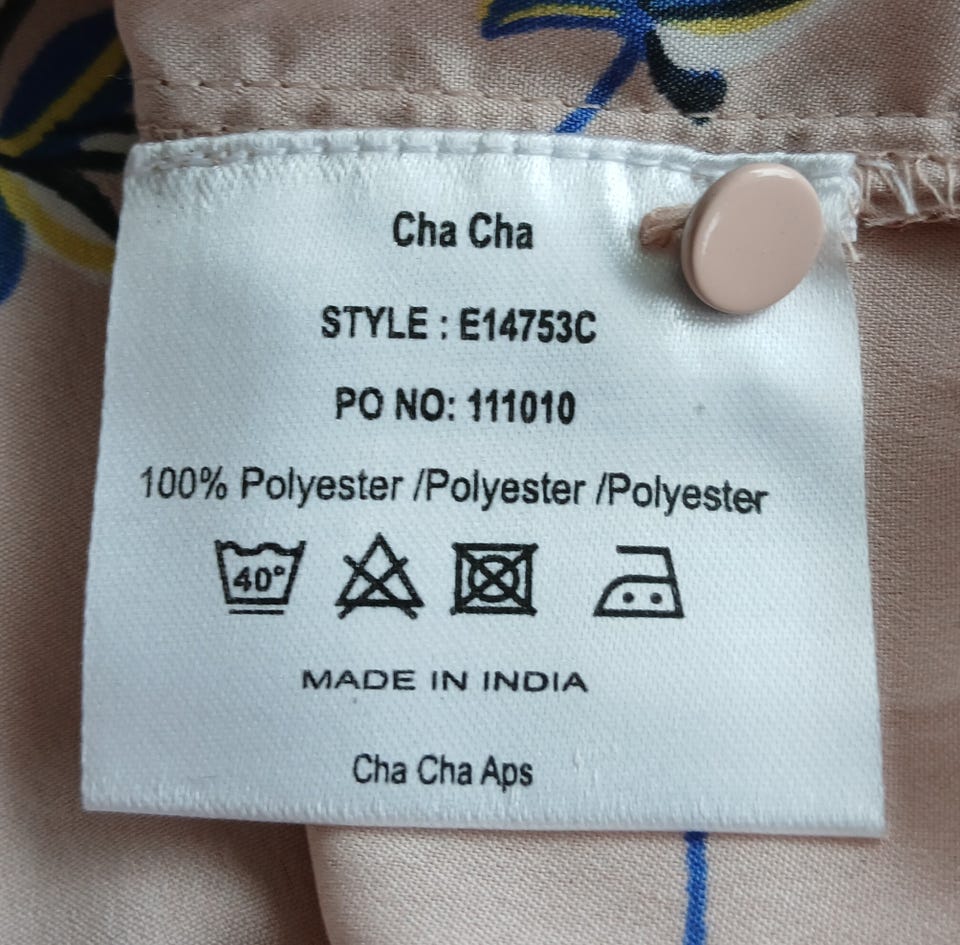 Cha Cha
STYLE : E14753C
PO NO: 111010
100% Polyester /Polyester /Polyester
40°
MADE IN INDIA
Cha Cha Aps